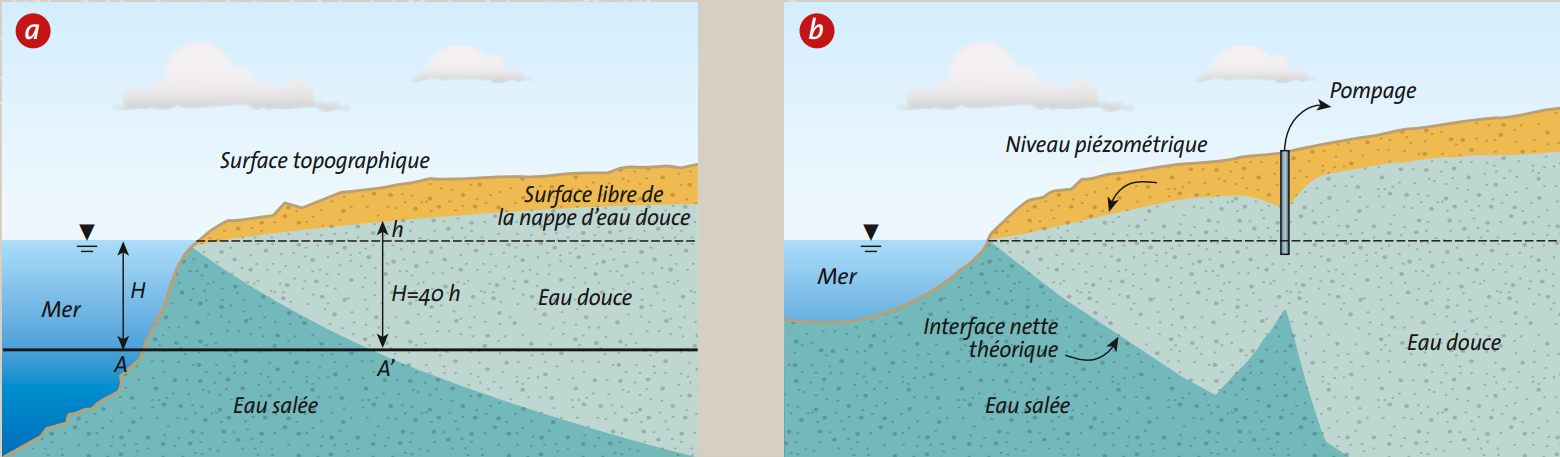 a
Surface topographique
Surface libre de
la nappe d'eau douce
h
H
H=40 h
Mer
Eau douce
A
A'
Eau salée
b
Pompage
Niveau piézométrique
Mer
Interface nette
théorique
Eau douce
Eau salée